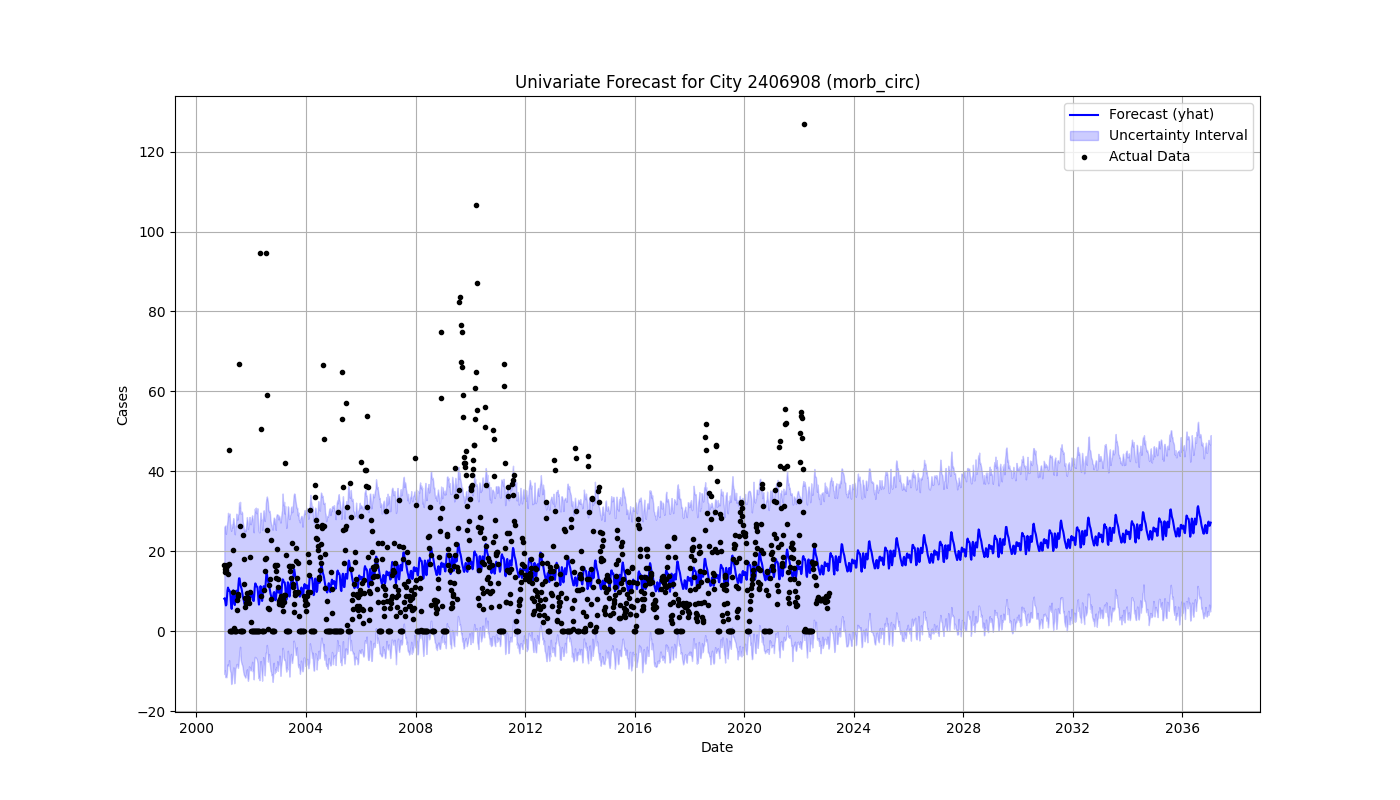 Univariate Forecast for City 2406908 (morb_circ)
Forecast (yhat)
Uncertainty Interval
Actual Data
120
100
80
60
40
20
0
−20
Cases
2000 2004 2008 2012 2016 2020 2024 2028 2032 2036
Date